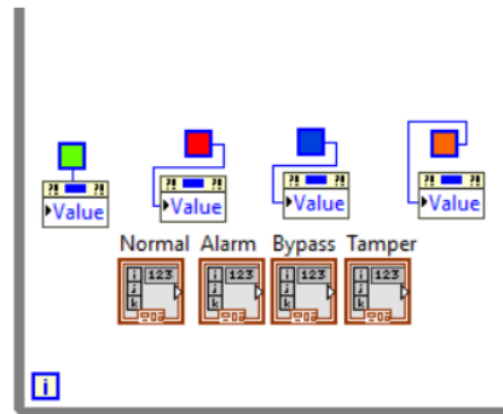 ?! ?! ?! ?! ?! ?! ?! ?!
Value Value Value Value
Normal Alarm Bypass Tamper
i 123 i 123 i 123 i 123
j j j j
k k k k
i